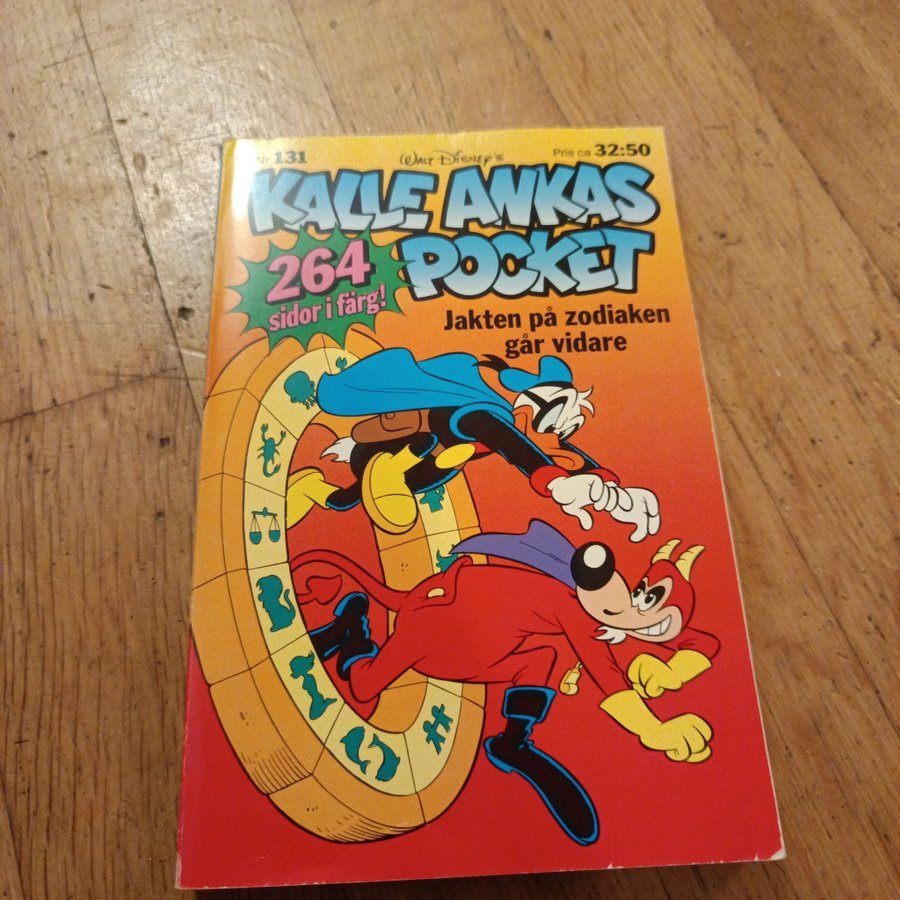 Nr 131
WALT DISNEY'S
Pris ca 32:50
KALLE ANKAS
POCKET
264
sidor i färg!
Jakten på zodiaken
går vidare